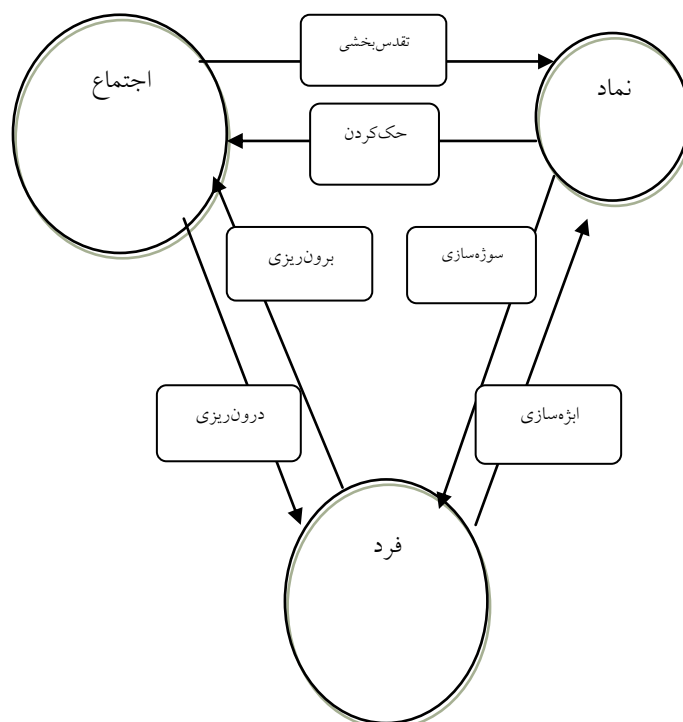 تقدس‌بخشی
اجتماع
نماد
حک‌کردن
برون‌ریزی
سوژه‌سازی
درون‌ریزی
ابژه‌سازی
فرد